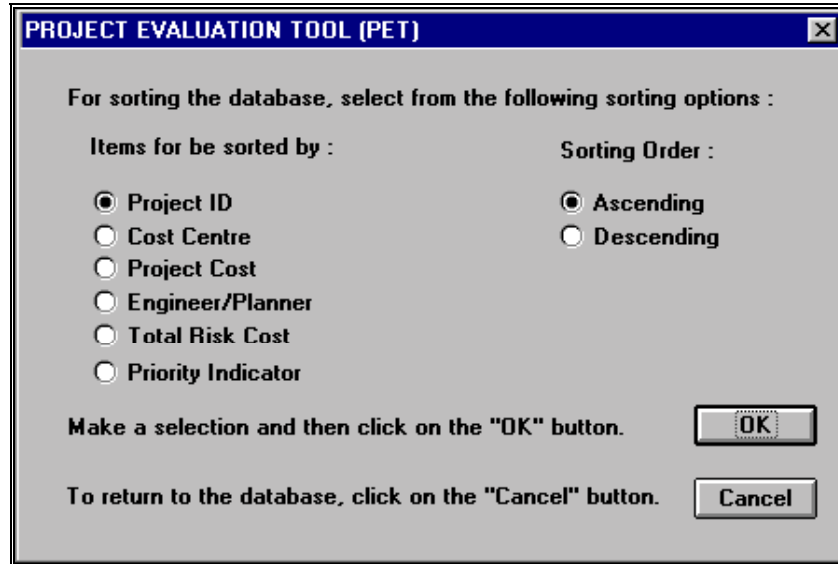 PROJECT EVALUATION TOOL (PET)
For sorting the database, select from the following sorting options :
Items for be sorted by :
Project ID
Cost Centre
Project Cost
Engineer/Planner
Total Risk Cost
Priority Indicator
Sorting Order :
Ascending
Descending
Make a selection and then click on the "OK" button.
OK
To return to the database, click on the "Cancel" button.
Cancel